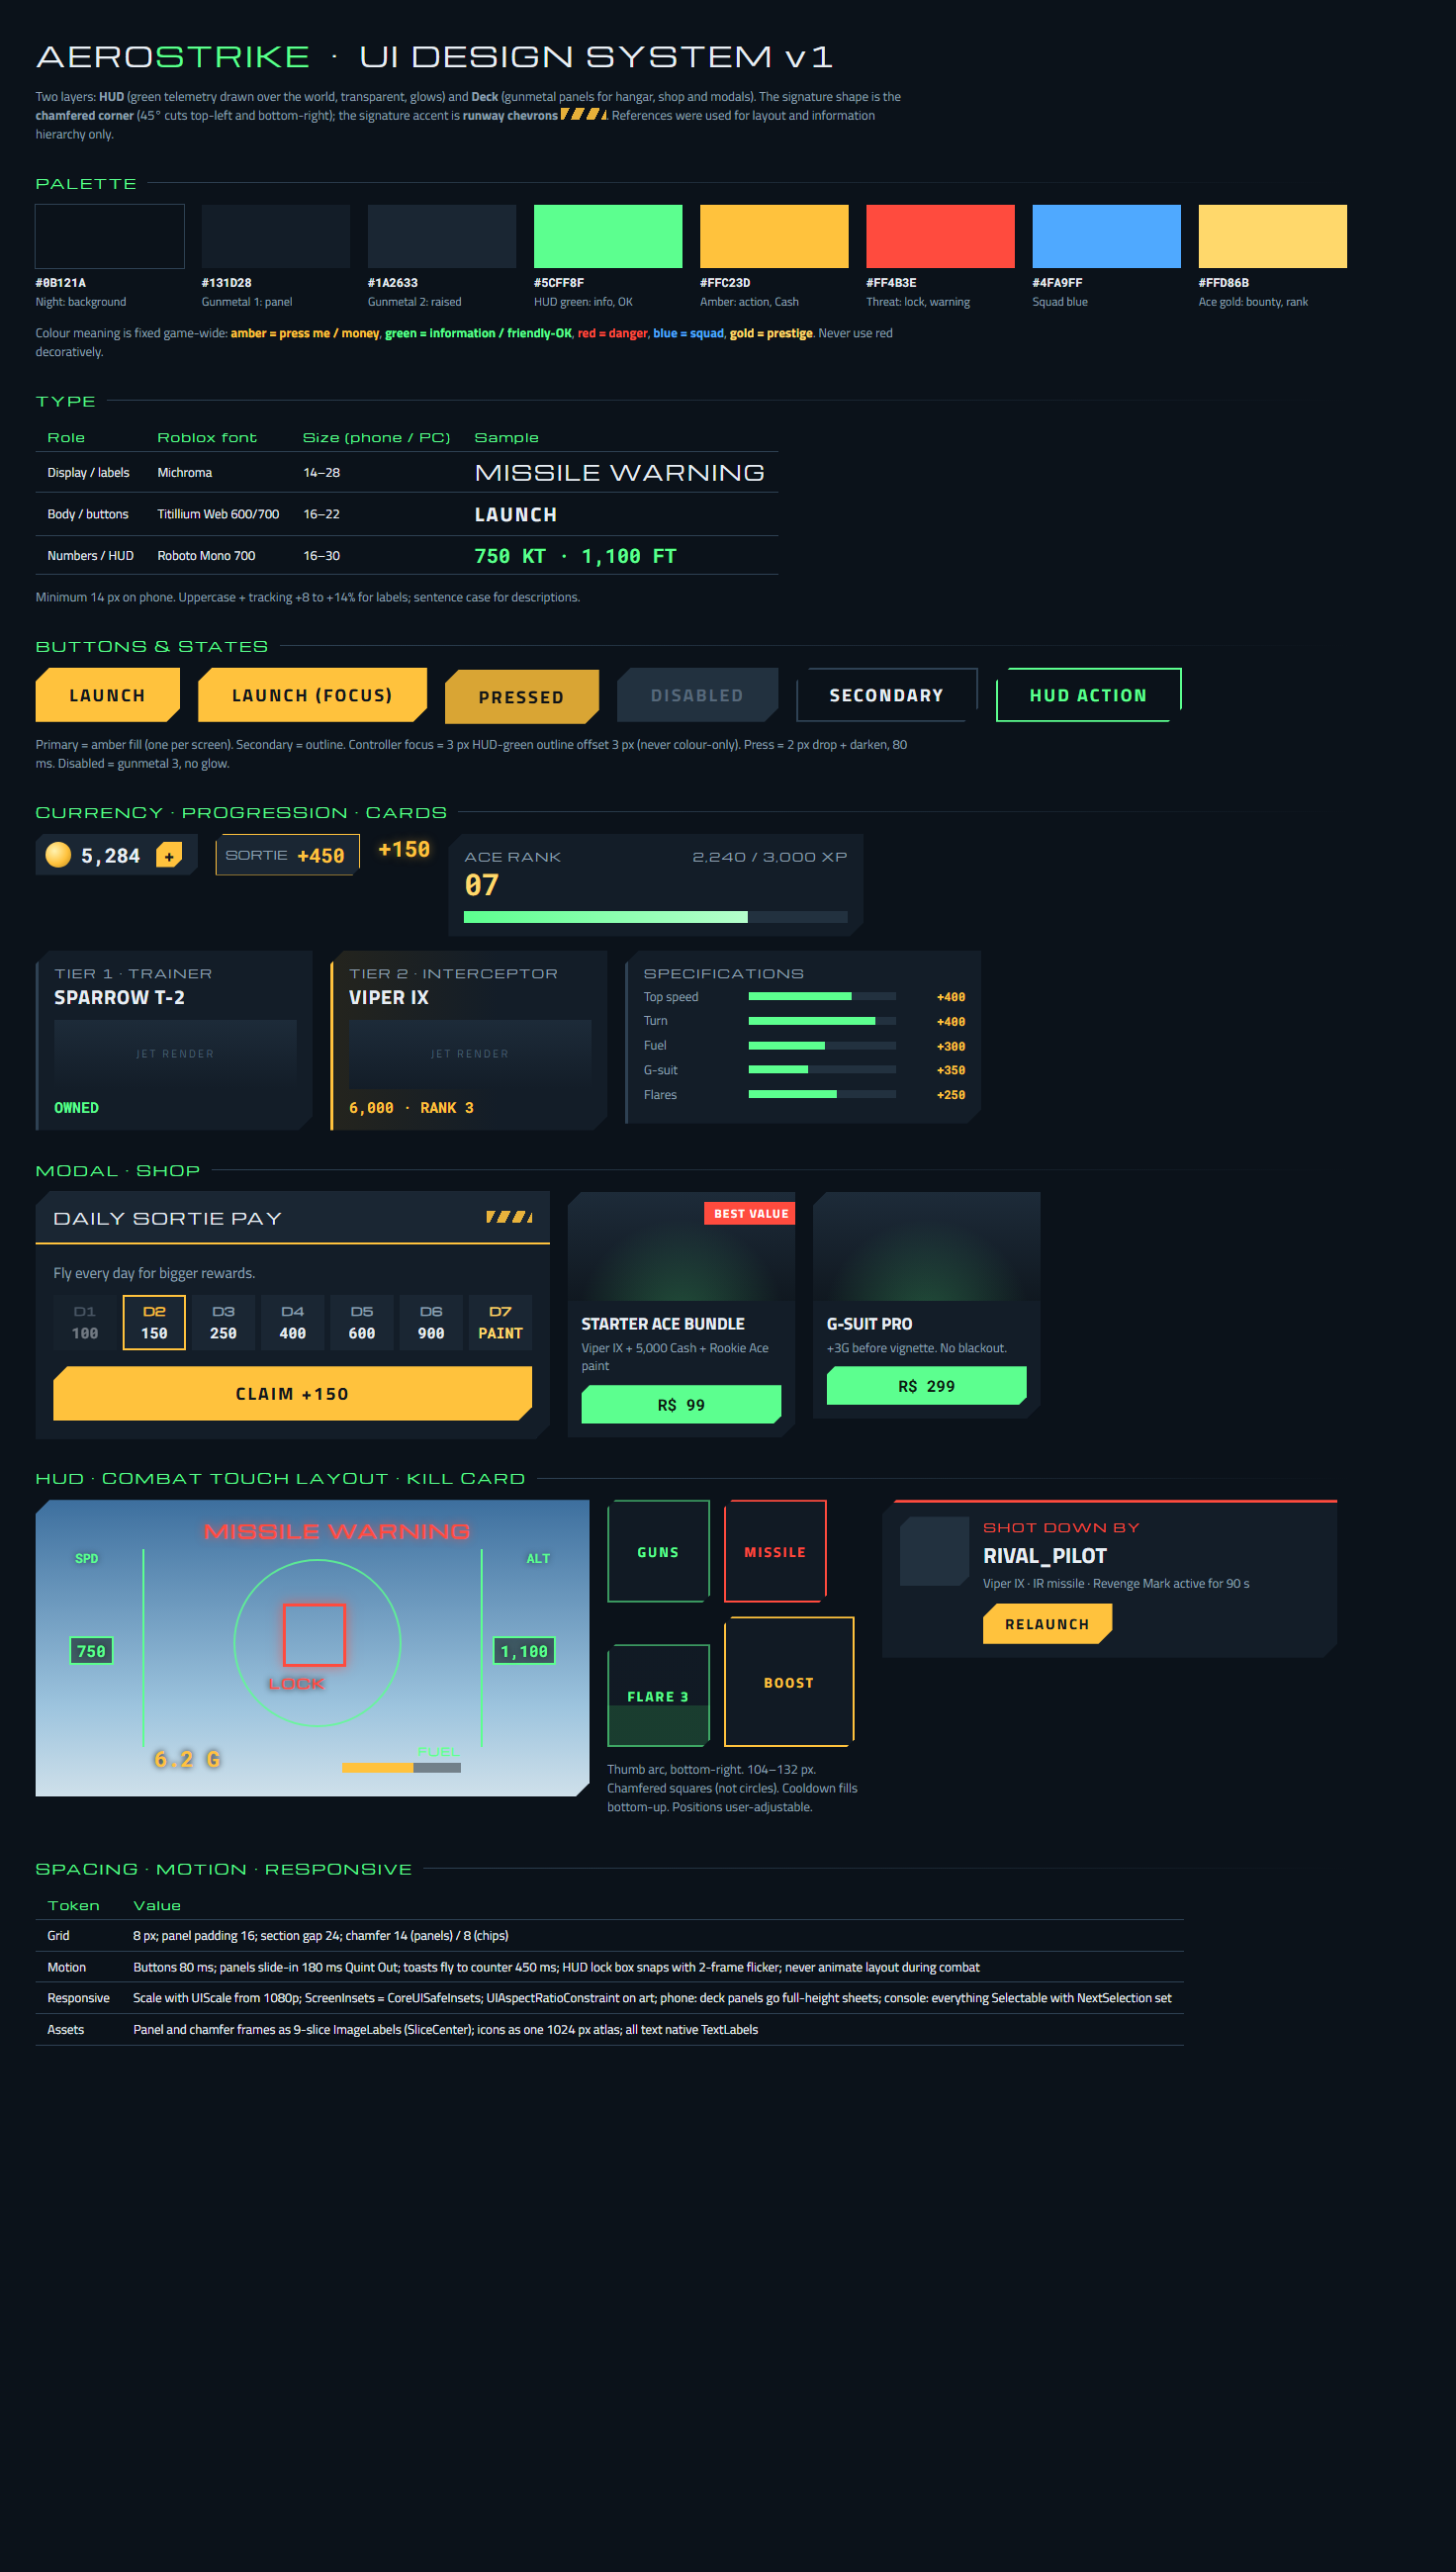 AEROSTRIKE · UI DESIGN SYSTEM v1
Two layers: HUD (green telemetry drawn over the world, transparent, glows) and Deck (gunmetal panels for hangar, shop and modals). The signature shape is the
chamfered corner (45° cuts top-left and bottom-right); the signature accent is runway chevrons . References were used for layout and information
hierarchy only.
PALETTE
#0B121A
#131D28
#1A2633
#5CFF8F
#FFC23D
#FF4B3E
#4FA9FF
#FFD86B
Night: background
Gunmetal 1: panel
Gunmetal 2: raised
HUD green: info, OK
Amber: action, Cash
Threat: lock, warning
Squad blue
Ace gold: bounty, rank
Colour meaning is fixed game-wide: amber = press me / money, green = information / friendly-OK, red = danger, blue = squad, gold = prestige. Never use red
decoratively.
TYPE
Role Roblox font Size (phone / PC) Sample
Display / labels Michroma 14–28 MISSILE WARNING
Body / buttons Titillium Web 600/700 16–22 LAUNCH
Numbers / HUD Roboto Mono 700 16–30 750 KT · 1,100 FT
Minimum 14 px on phone. Uppercase + tracking +8 to +14% for labels; sentence case for descriptions.
BUTTONS & STATES
LAUNCH
LAUNCH (FOCUS)
PRESSED
DISABLED
SECONDARY
HUD ACTION
Primary = amber fill (one per screen). Secondary = outline. Controller focus = 3 px HUD-green outline offset 3 px (never colour-only). Press = 2 px drop + darken, 80
ms. Disabled = gunmetal 3, no glow.
CURRENCY · PROGRESSION · CARDS
5,284 +
SORTIE +450
+150
ACE RANK 2,240 / 3,000 XP
07
TIER 1 · TRAINER
SPARROW T-2
JET RENDER
OWNED
TIER 2 · INTERCEPTOR
VIPER IX
JET RENDER
6,000 · RANK 3
SPECIFICATIONS
Top speed +400
Turn +400
Fuel +300
G-suit +350
Flares +250
MODAL · SHOP
DAILY SORTIE PAY
Fly every day for bigger rewards.
D1 D2 D3 D4 D5 D6 D7
100 150 250 400 600 900 PAINT
CLAIM +150
BEST VALUE
STARTER ACE BUNDLE
Viper IX + 5,000 Cash + Rookie Ace
paint
R$ 99
G-SUIT PRO
+3G before vignette. No blackout.
R$ 299
HUD · COMBAT TOUCH LAYOUT · KILL CARD
MISSILE WARNING
SPD ALT
750 1,100
LOCK
6.2 G
FUEL
GUNS
MISSILE
FLARE 3
BOOST
Thumb arc, bottom-right. 104–132 px.
Chamfered squares (not circles). Cooldown fills
bottom-up. Positions user-adjustable.
SHOT DOWN BY
RIVAL_PILOT
Viper IX · IR missile · Revenge Mark active for 90 s
RELAUNCH
SPACING · MOTION · RESPONSIVE
Token Value
Grid 8 px; panel padding 16; section gap 24; chamfer 14 (panels) / 8 (chips)
Motion Buttons 80 ms; panels slide-in 180 ms Quint Out; toasts fly to counter 450 ms; HUD lock box snaps with 2-frame flicker; never animate layout during combat
Responsive Scale with UIScale from 1080p; ScreenInsets = CoreUISafeInsets; UIAspectRatioConstraint on art; phone: deck panels go full-height sheets; console: everything Selectable with NextSelection set
Assets Panel and chamfer frames as 9-slice ImageLabels (SliceCenter); icons as one 1024 px atlas; all text native TextLabels